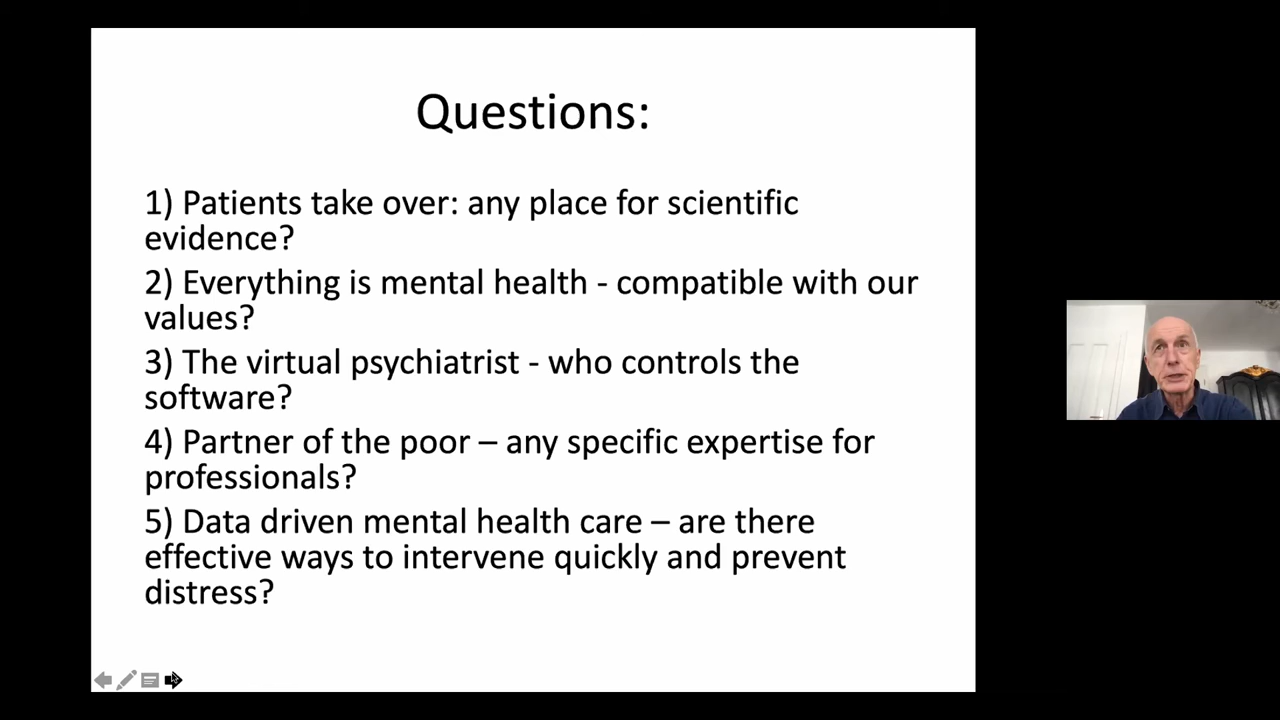 Questions:
1) Patients take over: any place for scientific
evidence?
2) Everything is mental health - compatible with our
values?
3) The virtual psychiatrist - who controls the
software?
4) Partner of the poor – any specific expertise for
professionals?
5) Data driven mental health care – are there
effective ways to intervene quickly and prevent
distress?